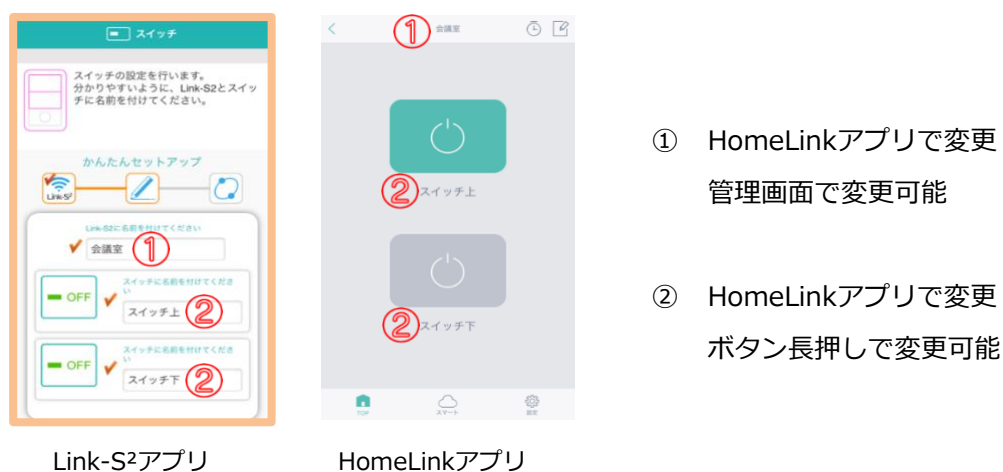 スイッチ
スイッチの設定を行います。
分かりやすいように、Link-S2とスイッ
チに名前を付けてください。
かんたんセットアップ
Link-S²
Link-S2に名前を付けてください
会議室 ①
OFF
スイッチに名前を付けてくださ
い
スイッチ上 ②
OFF
スイッチに名前を付けてくださ
い
スイッチ下 ②
Link-S²アプリ
① 会議室
②スイッチ上
②スイッチ下
TOP
スマート
設定
HomeLinkアプリ
① HomeLinkアプリで変更
管理画面で変更可能
② HomeLinkアプリで変更
ボタン長押しで変更可能